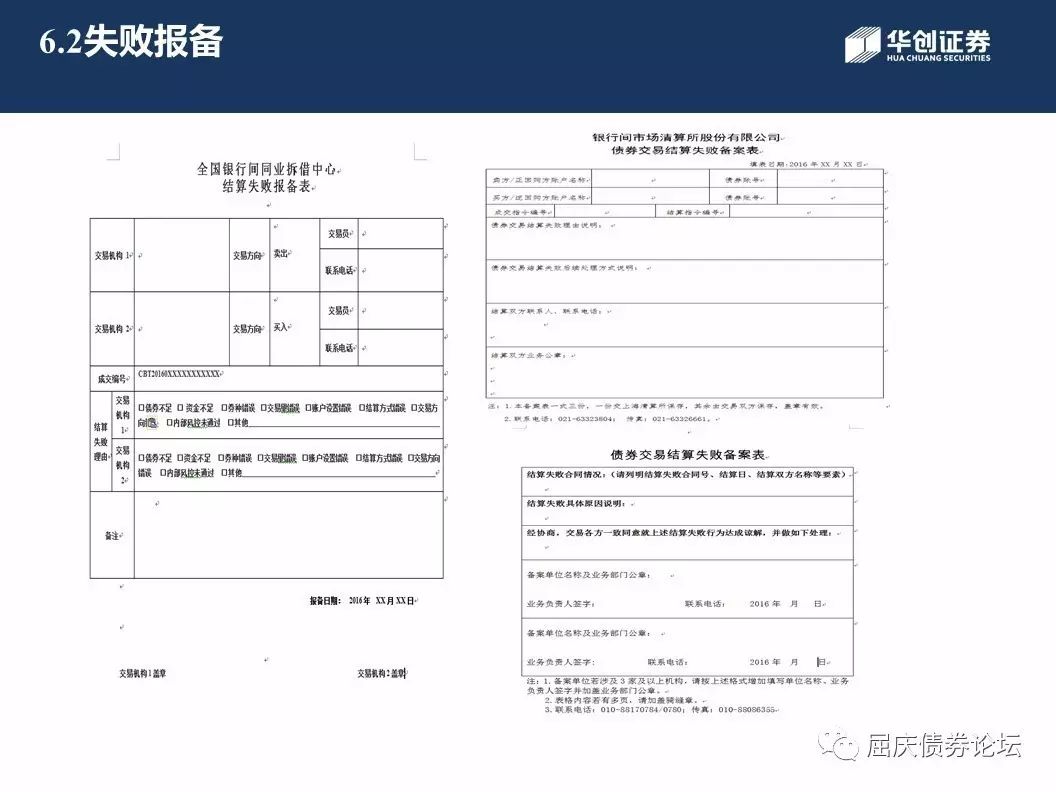 6.2失败报备
华创证券
HUA CHUANG SECURITIES
全国银行间同业拆借中心
结算失败报备表
交易机构 1
交易方向
卖出
交易员
联系电话
交易机构 2
交易方向
买入
交易员
联系电话
成交编号
CBT20160XXXXXXXXXXX
结算失败理由
交易机构1
□债券不足 □ 资金不足 □券种错误 □交易量错误 □账户设置错误 □结算方式错误 □交易方
向错误 □内部风控未通过 □其他
交易机构2
□债券不足 □资金不足 □券种错误 □交易量错误 □账户设置错误 □结算方式错误 □交易方向
错误 □内部风控未通过 □其他
备注
报备日期: 2016年 XX月XX日
交易机构1盖章
交易机构2盖章
银行间市场清算所股份有限公司
债券交易结算失败备案表
填表日期:2016 年 XX 月 XX 日
卖方/正回购方账户名称
债券账号
买方/逆回购方账户名称
债券账号
成交指令编号
结算指令编号
债券交易结算失败理由说明:
债券交易结算失败后续处理方式说明:
结算双方联系人、联系电话:
结算双方业务公章:
注: 1.本备案表一式三份,一份交上海清算所保存,其余由交易双方保存,盖章有效。
2.联系电话: 021-63323804; 传真: 021-63326661。
债券交易结算失败备案表
结算失败合同情况:(请列明结算失败合同号、结算日、结算双方名称等要素)
结算失败具体原因说明:
经协商,交易各方一致同意就上述结算失败行为达成谅解,并做如下处理:
备案单位名称及业务部门公章:
业务负责人签字: 联系电话: 2016 年 月 日
备案单位名称及业务部门公章:
业务负责人签字: 联系电话: 2016 年 月 日
注: 1.备案单位若涉及 3 家及以上机构,请按上述格式增加填写单位名称、业务
负责人签字并加盖业务部门公章。
2.表格内容若有多页,请加盖骑缝章。
3.联系电话: 010-88170784/0780; 传真: 010-88086355
屈庆债券论坛